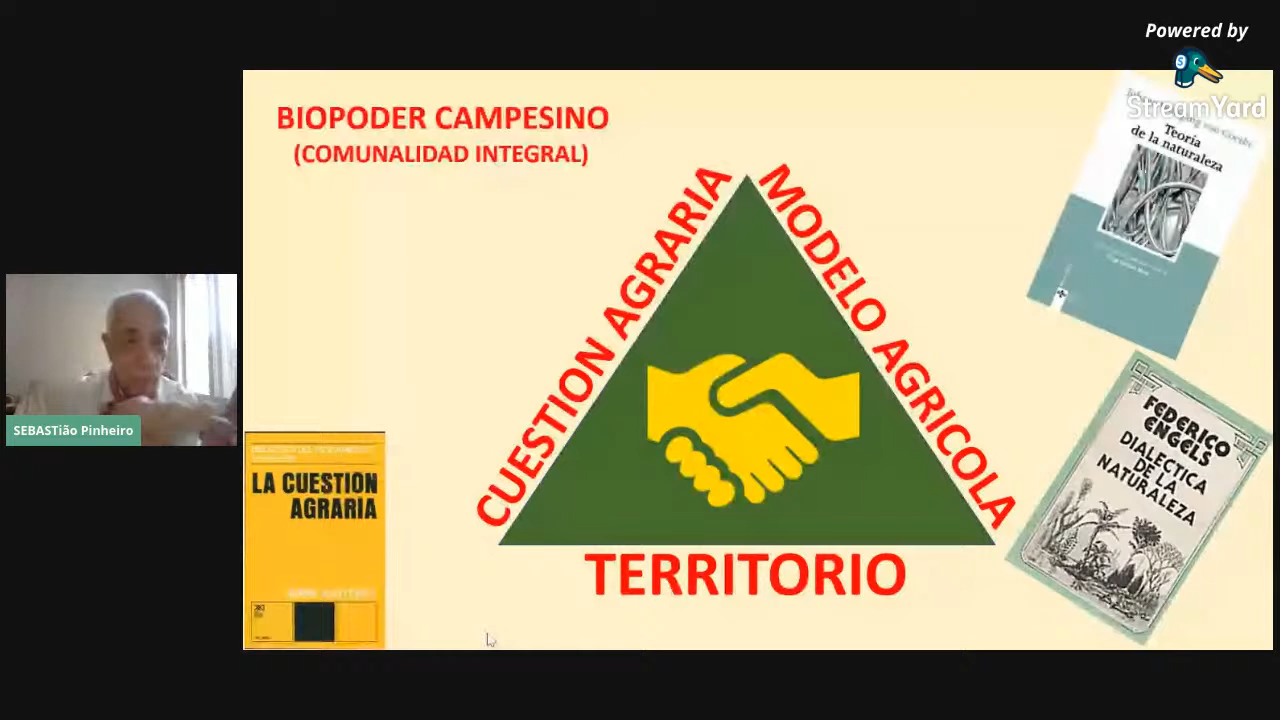 Powered by
StreamYard
BIOPODER CAMPESINO
(COMUNALIDAD INTEGRAL)
CUESTION AGRARIA
MODELO AGRICOLA
TERRITORIO
Teoría
de la naturaleza
SEBASTião Pinheiro
LA CUESTION
AGRARIA
FEDERICO
ENGELS
DIALECTICA
DE LA
NATURALEZA